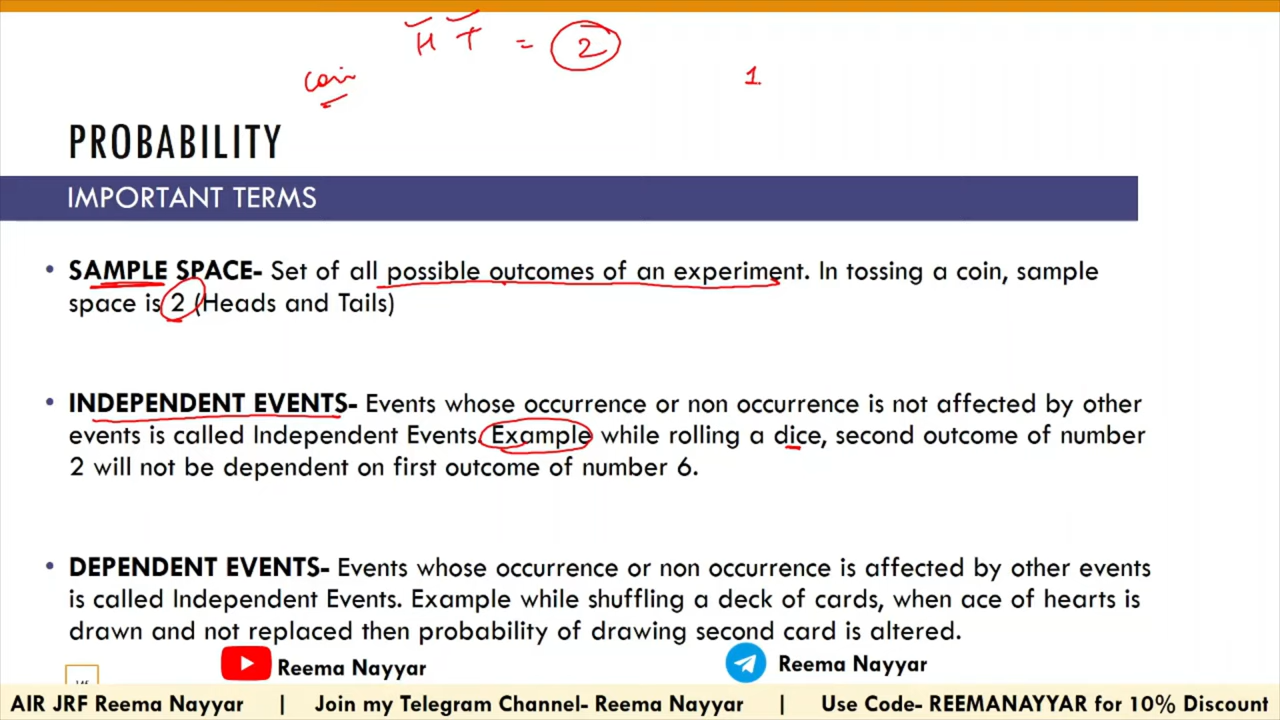 H T = 2
coin
1
PROBABILITY
IMPORTANT TERMS
• SAMPLE SPACE- Set of all possible outcomes of an experiment. In tossing a coin, sample
space is 2 (Heads and Tails)
• INDEPENDENT EVENTS- Events whose occurrence or non occurrence is not affected by other
events is called Independent Events. Example while rolling a dice, second outcome of number
2 will not be dependent on first outcome of number 6.
• DEPENDENT EVENTS- Events whose occurrence or non occurrence is affected by other events
is called Independent Events. Example while shuffling a deck of cards, when ace of hearts is
drawn and not replaced then probability of drawing second card is altered.
Reema Nayyar
Reema Nayyar
AIR JRF Reema Nayyar | Join my Telegram Channel- Reema Nayyar | Use Code- REEMANAYYAR for 10% Discount